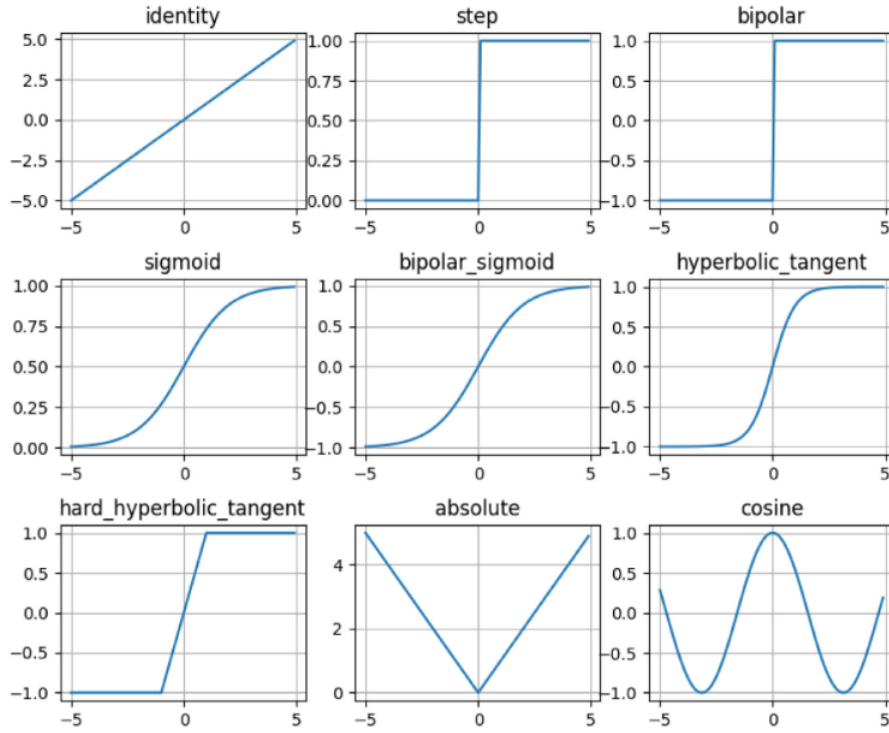 identity step bipolar
5.0 1.00 1.0
2.5 0.75 0.5
0.0 0.50 0.0
−2.5 0.25 −0.5
−5.0 0.00 −1.0
−5 0 5 −5 0 5 −5 0 5
sigmoid bipolar_sigmoid hyperbolic_tangent
1.00 1.0 1.0
0.75 0.5 0.5
0.50 0.0 0.0
0.25 −0.5 −0.5
0.00 −1.0 −1.0
−5 0 5 −5 0 5 −5 0 5
hard_hyperbolic_tangent absolute cosine
1.0 4 1.0
0.5 0.5
0.0 2 0.0
−0.5 −0.5
−1.0 0 −1.0
−5 0 5 −5 0 5 −5 0 5